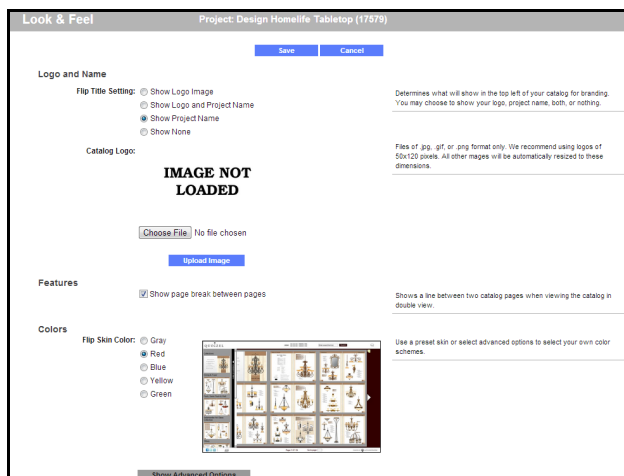 Look & Feel
Project: Design Homelife Tabletop (17579)
Save
Cancel
Logo and Name
Flip Title Setting:
Show Logo Image
Show Logo and Project Name
Show Project Name
Show None
Determines what will show in the top left of your catalog for branding.
You may choose to show your logo, project name, both, or nothing.
Catalog Logo:
IMAGE NOT
LOADED
Files of .jpg, .gif, or .png format only. We recommend using logos of
50x120 pixels. All other mages will be automatically resized to these
dimensions.
Choose File
No file chosen
Upload Image
Features
Show page break between pages
Shows a line between two catalog pages when viewing the catalog in
double view.
Colors
Flip Skin Color:
Gray
Red
Blue
Yellow
Green
Use a preset skin or select advanced options to select your own color
schemes.
Show Advanced Options